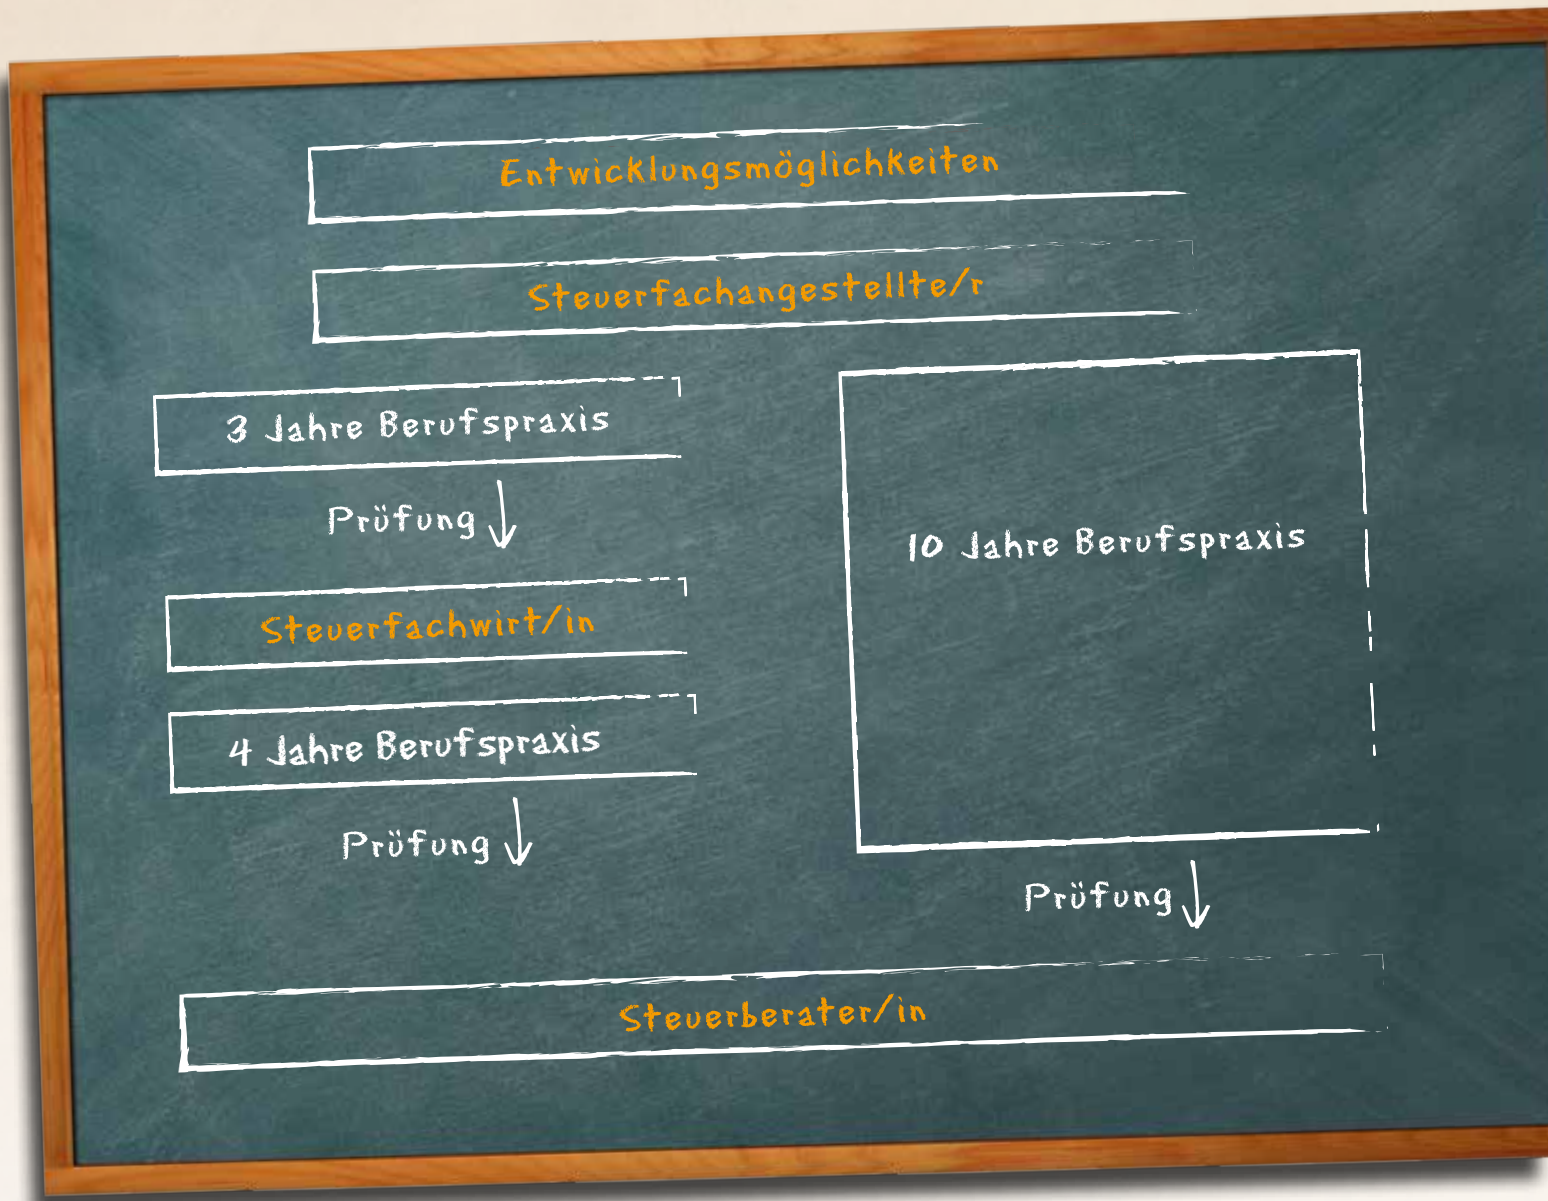 Entwicklungsmöglichkeiten
Steuerfachangestellte/r
3 Jahre Berufspraxis
Prüfung
Steuerfachwirt/in
4 Jahre Berufspraxis
Prüfung
10 Jahre Berufspraxis
Prüfung
Steuerberater/in